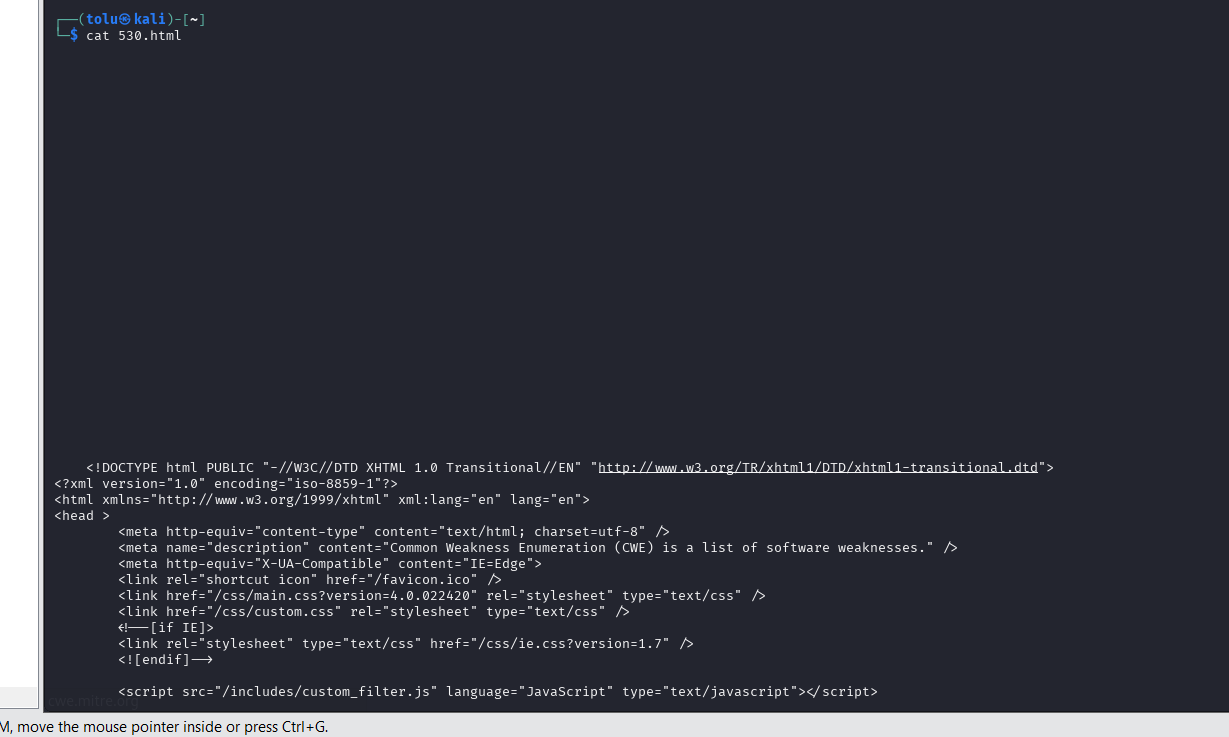 ┌──(tolu㉿kali)-[~]
└─$ cat 530.html
<!DOCTYPE html PUBLIC "-//W3C//DTD XHTML 1.0 Transitional//EN" "http://www.w3.org/TR/xhtml1/DTD/xhtml1-transitional.dtd">
<?xml version="1.0" encoding="iso-8859-1"?>
<html xmlns="http://www.w3.org/1999/xhtml" xml:lang="en" lang="en">
<head >
<meta http-equiv="content-type" content="text/html; charset=utf-8" />
<meta name="description" content="Common Weakness Enumeration (CWE) is a list of software weaknesses." />
<meta http-equiv="X-UA-Compatible" content="IE=Edge">
<link rel="shortcut icon" href="/favicon.ico" />
<link href="/css/main.css?version=4.0.022420" rel="stylesheet" type="text/css" />
<link href="/css/custom.css" rel="stylesheet" type="text/css" />
<!--[if IE]>
<link rel="stylesheet" type="text/css" href="/css/ie.css?version=1.7" />
<![endif]-->
<script src="/includes/custom_filter.js" language="JavaScript" type="text/javascript"></script>
cwe.mitre.org
M, move the mouse pointer inside or press Ctrl+G.